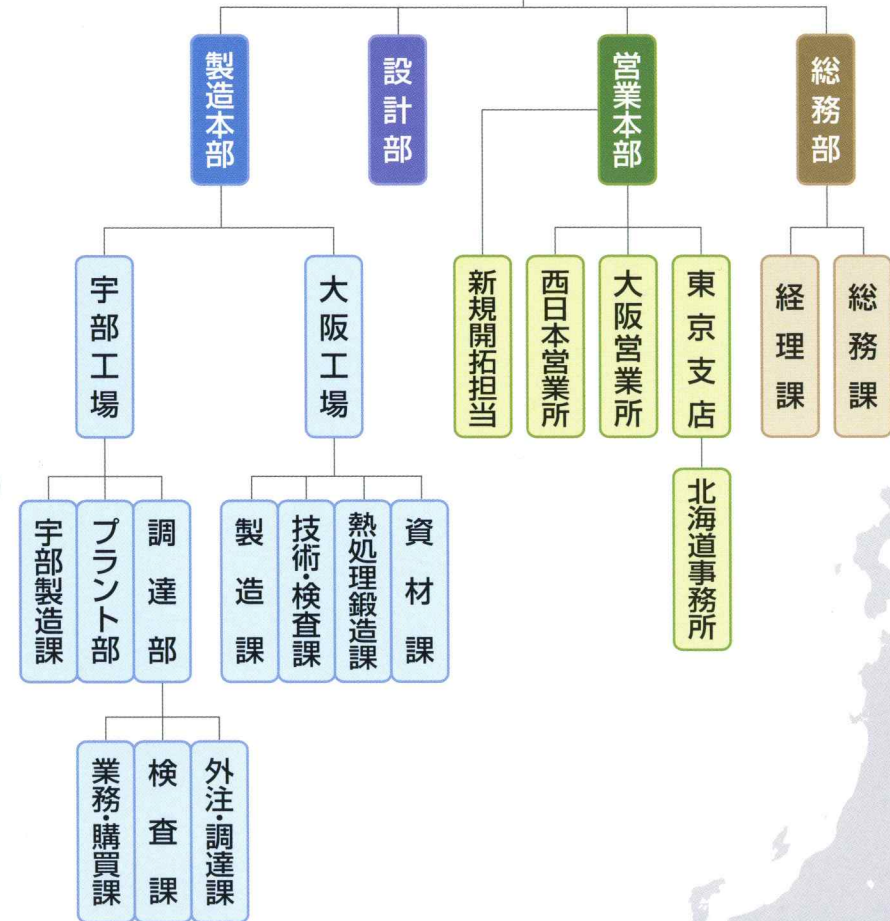 総務部
営業本部
設計部
製造本部
総務課
経理課
東京支店
大阪営業所
西日本営業所
新規開拓担当
大阪工場
宇部工場
北海道事務所
資材課
熱処理鍛造課
技術・検査課
製造課
調達部
プラント部
宇部製造課
外注・調達課
検査課
業務・購買課